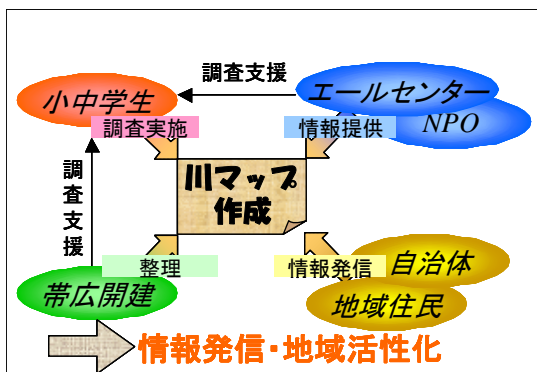 調査支援
小中学生
エールセンター
NPO
調査実施
情報提供
川マップ
作成
調査支援
整理
情報発信
自治体
地域住民
帯広開建
情報発信・地域活性化